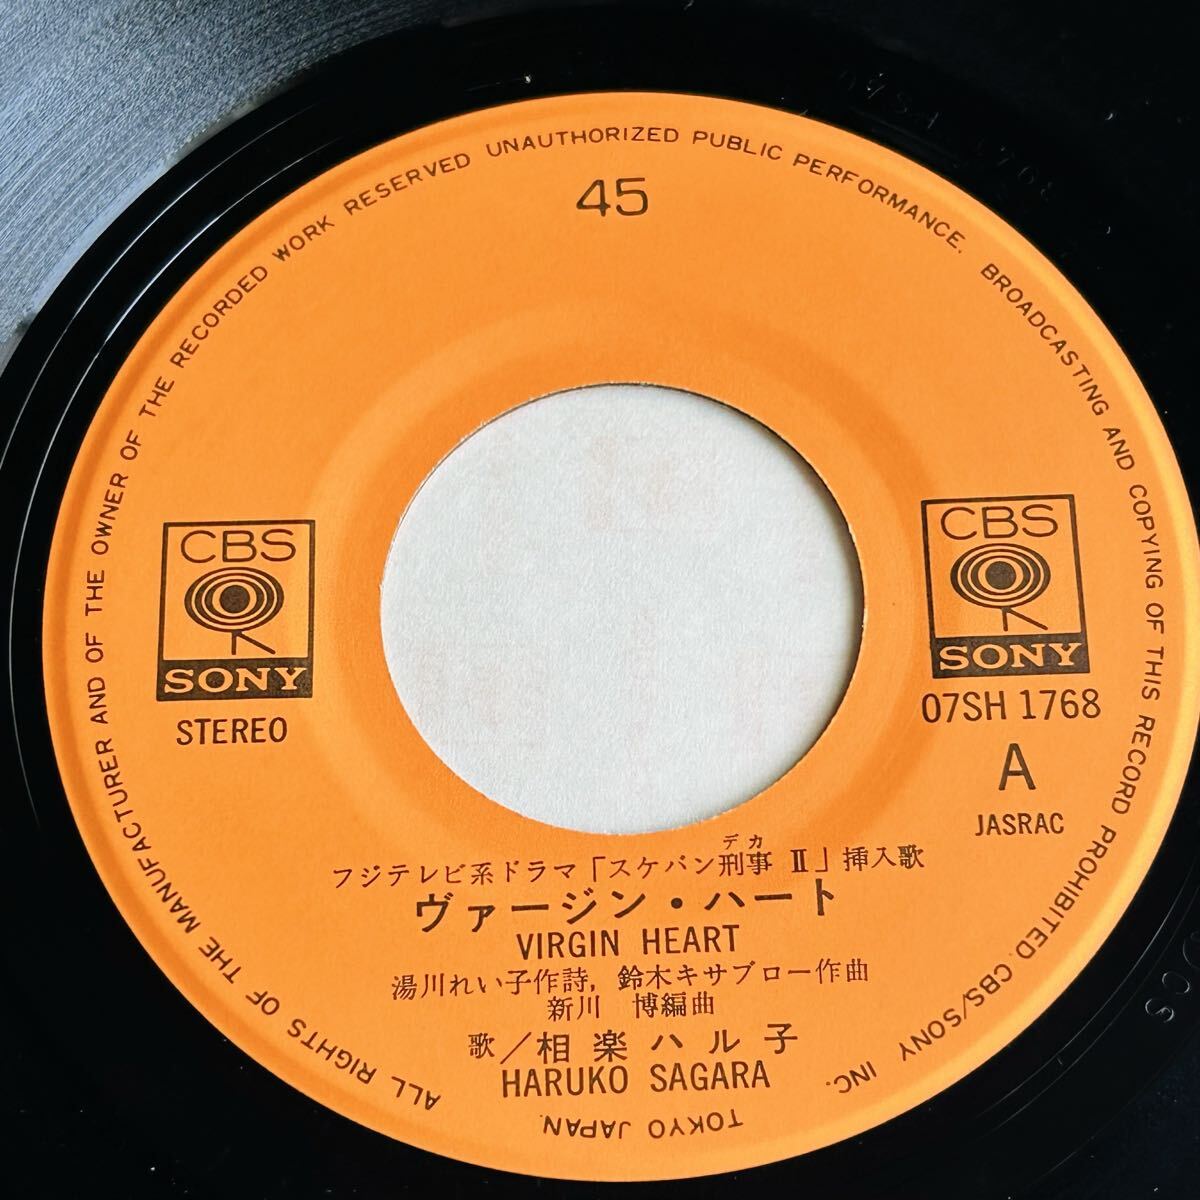 ALL RIGHTS OF THE MANUFACTURER AND OF THE OWNER OF THE RECORDED WORK RESERVED UNAUTHORIZED PUBLIC PERFORMANCE. BROADCASTING AND COPYING OF THIS RECORD PROHIBITED. CBS/SONY INC.
TOKYO JAPAN.
45
CBS
SONY
STEREO
CBS
SONY
07SH 1768
A
JASRAC
デカ
フジテレビ系ドラマ「スケバン刑事 Ⅱ」挿入歌
ヴァージン・ハート
VIRGIN HEART
湯川れい子作詩, 鈴木キサブロー作曲
新川 博編曲
歌/相楽ハル子
HARUKO SAGARA